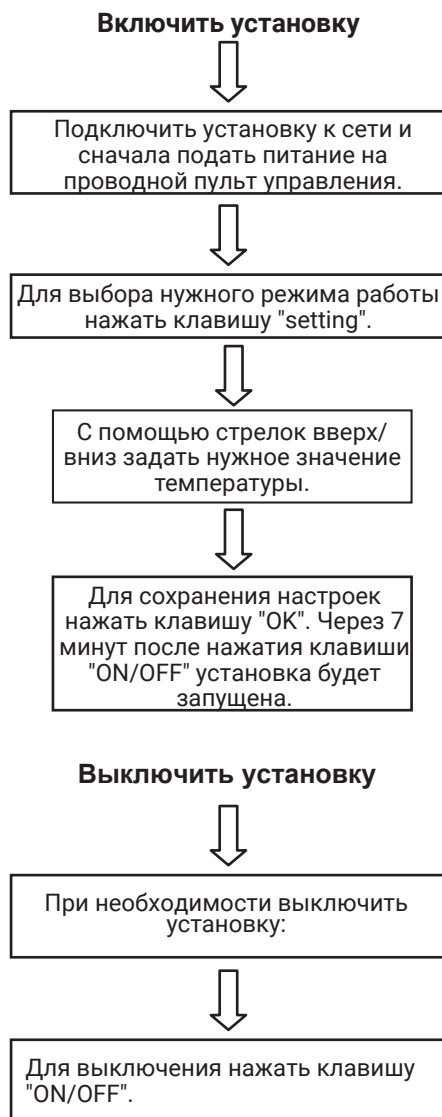 Включить установку
Подключить установку к сети и
сначала подать питание на
проводной пульт управления.
Для выбора нужного режима работы
нажать клавишу "setting".
С помощью стрелок вверх/
вниз задать нужное значение
температуры.
Для сохранения настроек
нажать клавишу "OK". Через 7
минут после нажатия клавиши
"ON/OFF" установка будет
запущена.
Выключить установку
При необходимости выключить
установку:
Для выключения нажать клавишу
"ON/OFF".